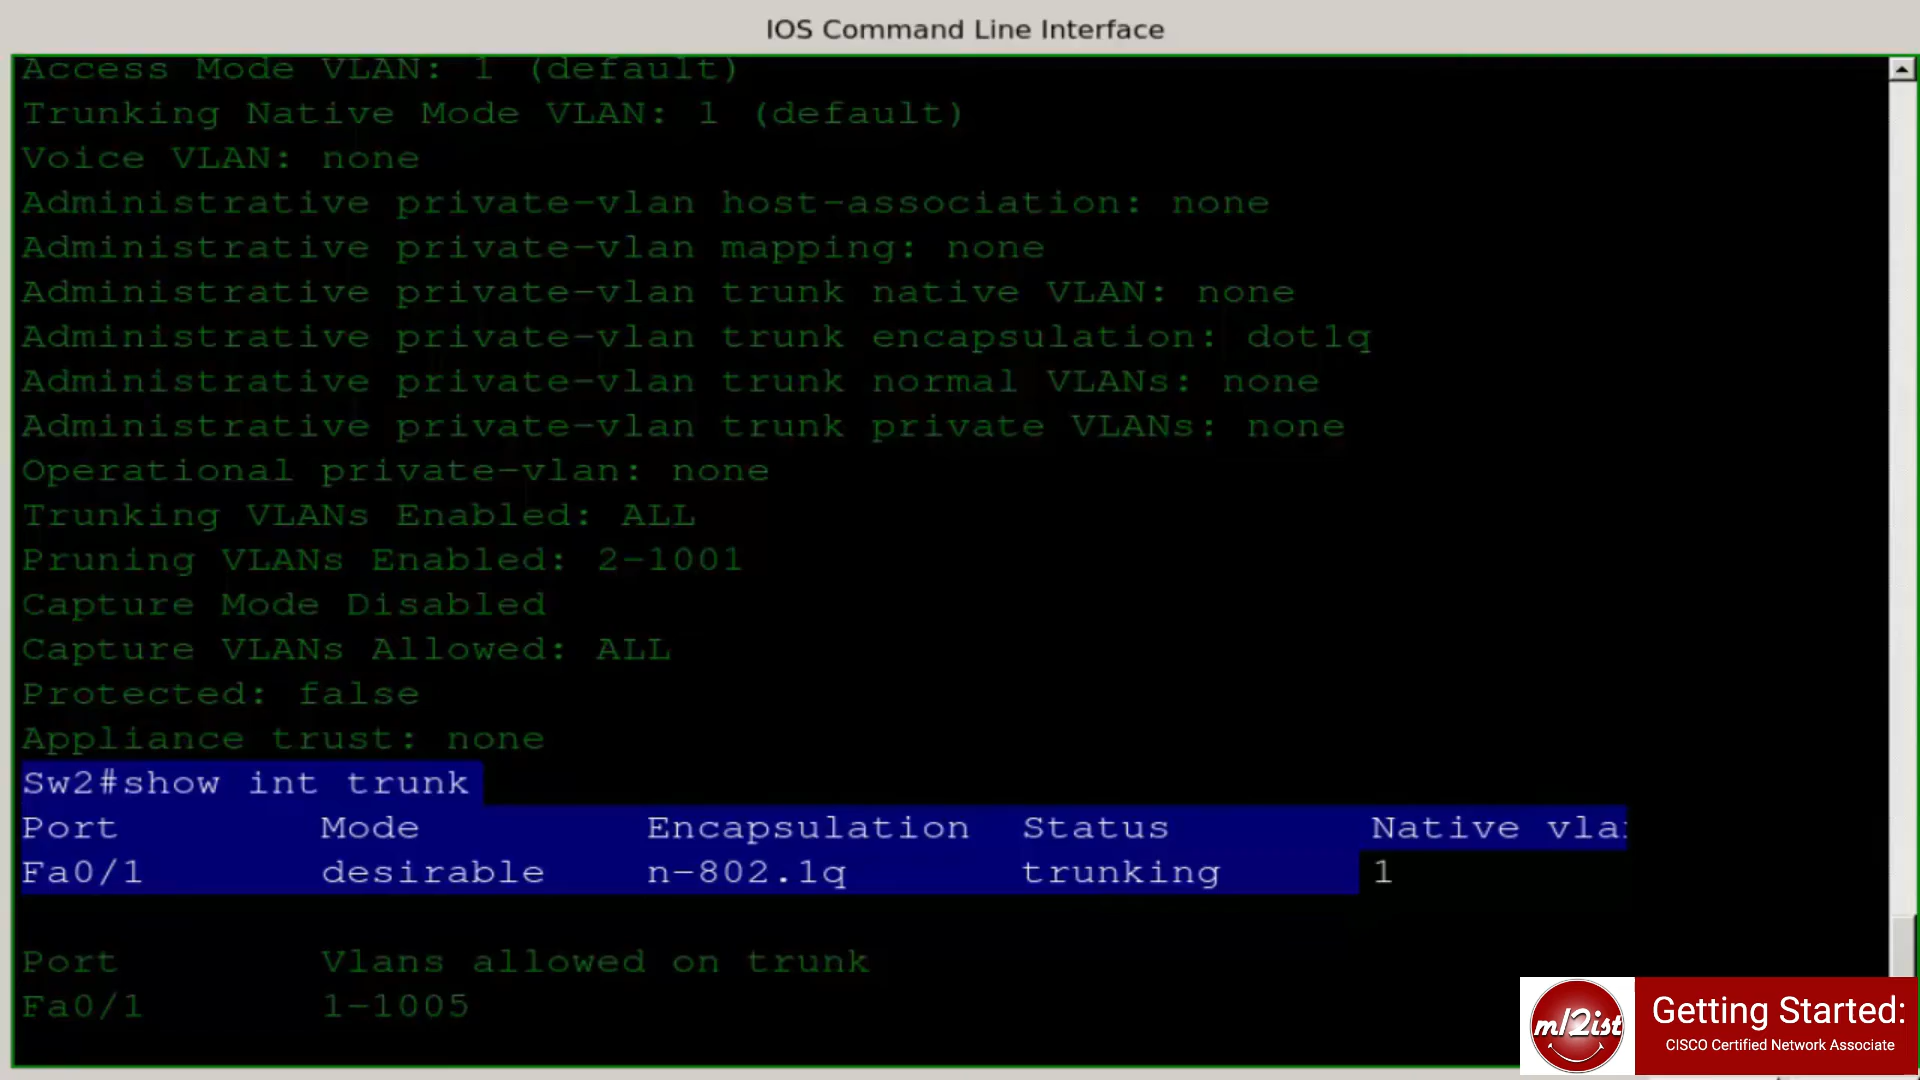 IOS Command Line Interface
Access Mode VLAN: 1 (default)
Trunking Native Mode VLAN: 1 (default)
Voice VLAN: none
Administrative private-vlan host-association: none
Administrative private-vlan mapping: none
Administrative private-vlan trunk native VLAN: none
Administrative private-vlan trunk encapsulation: dot1q
Administrative private-vlan trunk normal VLANs: none
Administrative private-vlan trunk private VLANs: none
Operational private-vlan: none
Trunking VLANs Enabled: ALL
Pruning VLANs Enabled: 2-1001
Capture Mode Disabled
Capture VLANs Allowed: ALL
Protected: false
Appliance trust: none
Sw2#show int trunk
Port Mode Encapsulation Status Native vla
Fa0/1 desirable n-802.1q trunking 1
Port Vlans allowed on trunk
Fa0/1 1-1005
ml2ist
Getting Started:
CISCO Certified Network Associate